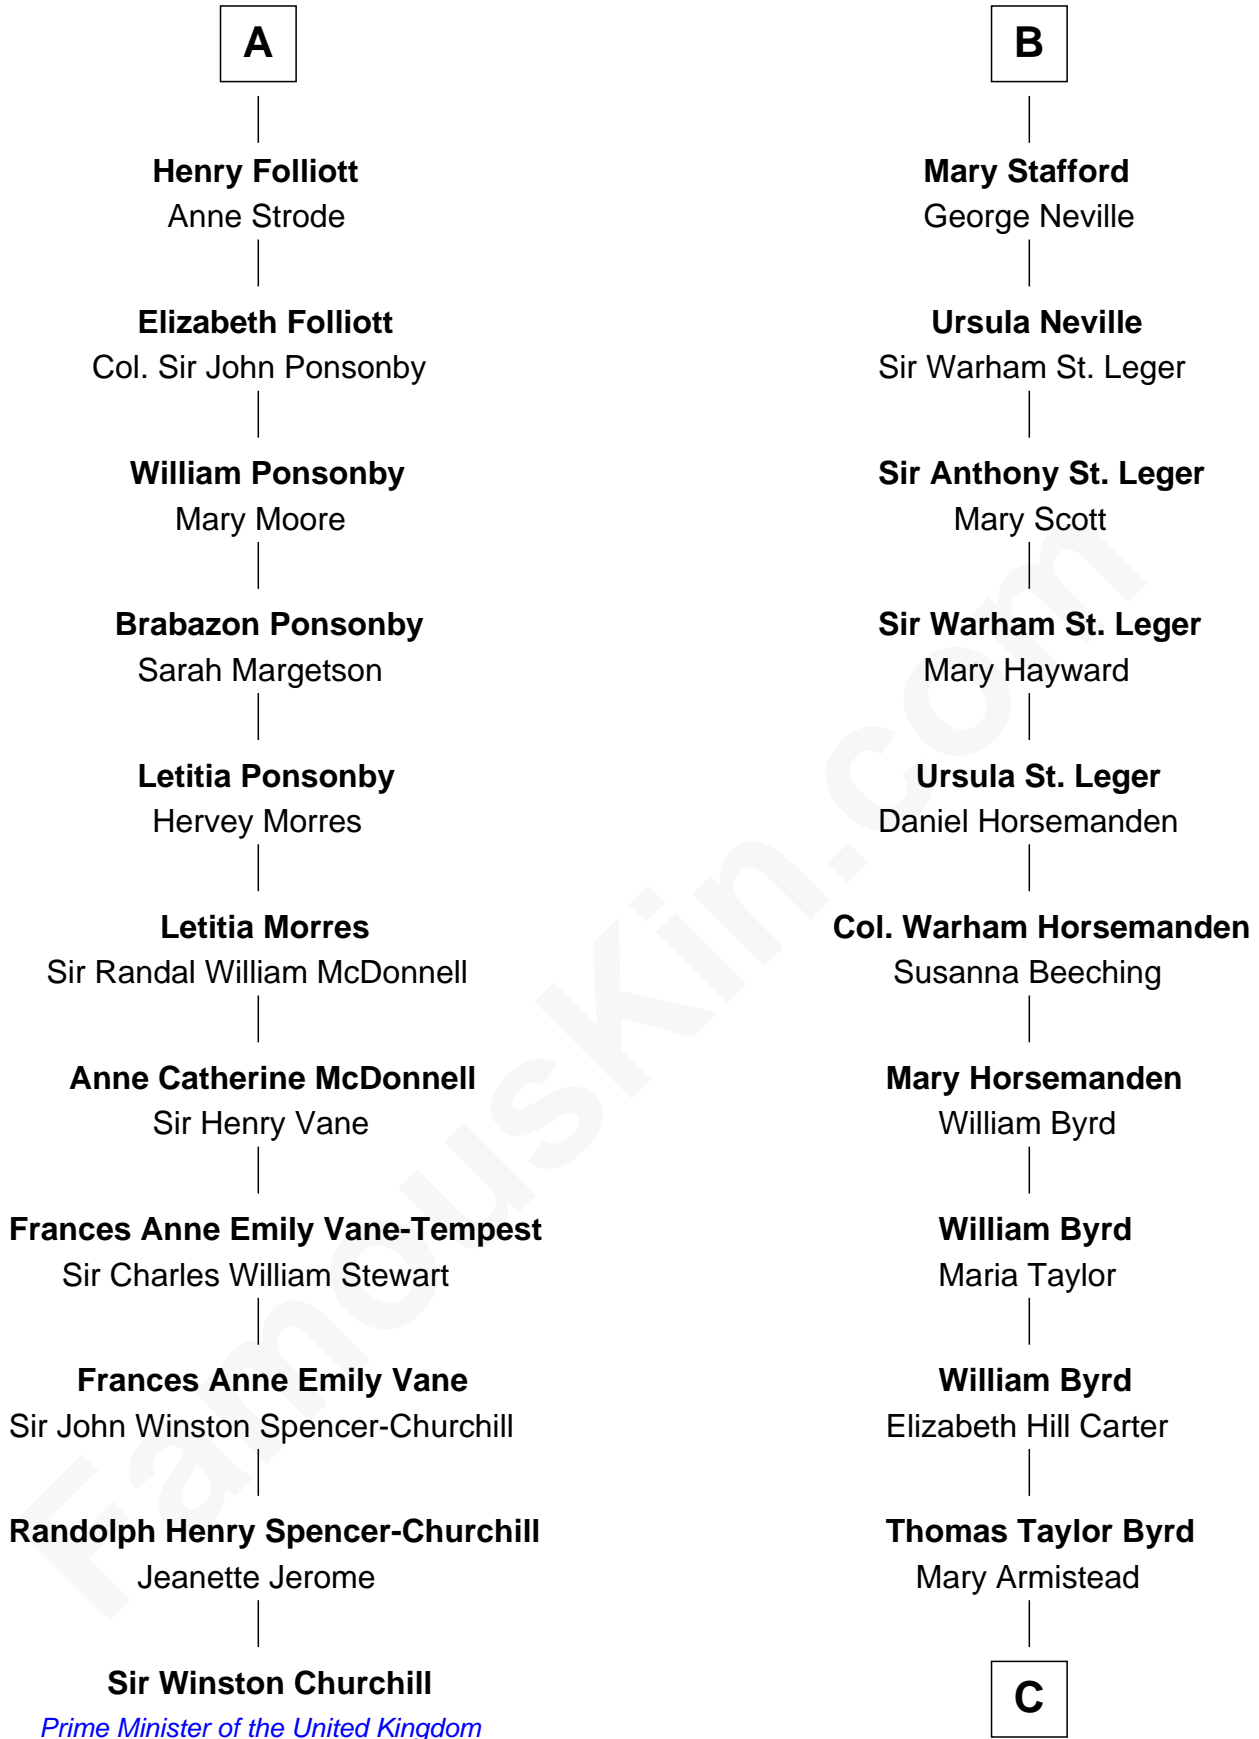 A
Henry Folliott
Anne Strode
Elizabeth Folliott
Col. Sir John Ponsonby
William Ponsonby
Mary Moore
Brabazon Ponsonby
Sarah Margetson
Letitia Ponsonby
Hervey Morres
Letitia Morres
Sir Randal William McDonnell
Anne Catherine McDonnell
Sir Henry Vane
Frances Anne Emily Vane-Tempest
Sir Charles William Stewart
Frances Anne Emily Vane
Sir John Winston Spencer-Churchill
Randolph Henry Spencer-Churchill
Jeanette Jerome
Sir Winston Churchill
Prime Minister of the United Kingdom
B
Mary Stafford
George Neville
Ursula Neville
Sir Warham St. Leger
Sir Anthony St. Leger
Mary Scott
Sir Warham St. Leger
Mary Hayward
Ursula St. Leger
Daniel Horsemanden
Col. Warham Horsemanden
Susanna Beeching
Mary Horsemanden
William Byrd
William Byrd
Maria Taylor
William Byrd
Elizabeth Hill Carter
Thomas Taylor Byrd
Mary Armistead
C
FamousKin.com